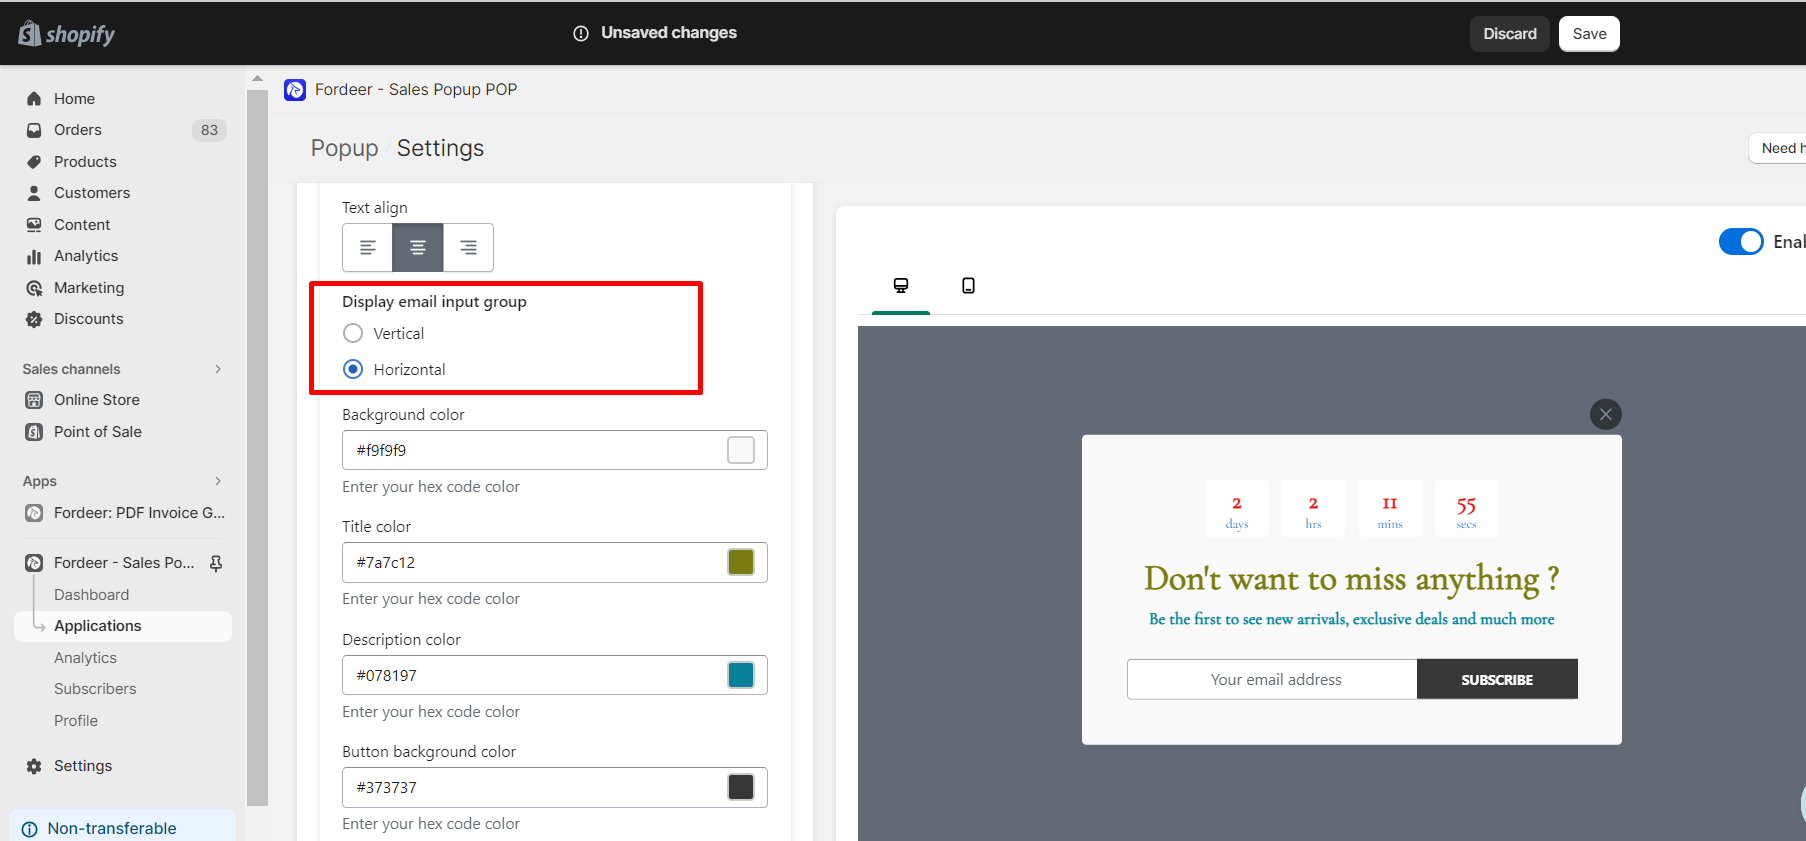 shopify
Unsaved changes
Discard
Save
Home
Orders
83
Products
Customers
Content
Analytics
Marketing
Discounts
Sales channels
Online Store
Point of Sale
Apps
Fordeer: PDF Invoice G...
Fordeer - Sales Po...
Dashboard
Applications
Analytics
Subscribers
Profile
Settings
Non-transferable
Fordeer - Sales Popup POP
Popup / Settings
Need h
Text align
Display email input group
Vertical
Horizontal
Background color
#f9f9f9
Enter your hex code color
Title color
#7a7c12
Enter your hex code color
Description color
#078197
Enter your hex code color
Button background color
#373737
Enter your hex code color
Enal
2 2 11 55
days hrs mins secs
Don't want to miss anything ?
Be the first to see new arrivals, exclusive deals and much more
Your email address
SUBSCRIBE